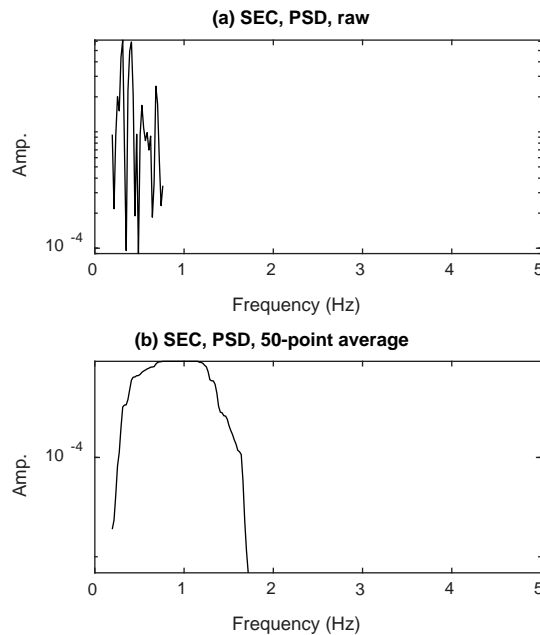 (a) SEC, PSD, raw
Amp.
10^-4
0 1 2 3 4 5
Frequency (Hz)
(b) SEC, PSD, 50-point average
Amp.
10^-4
0 1 2 3 4 5
Frequency (Hz)